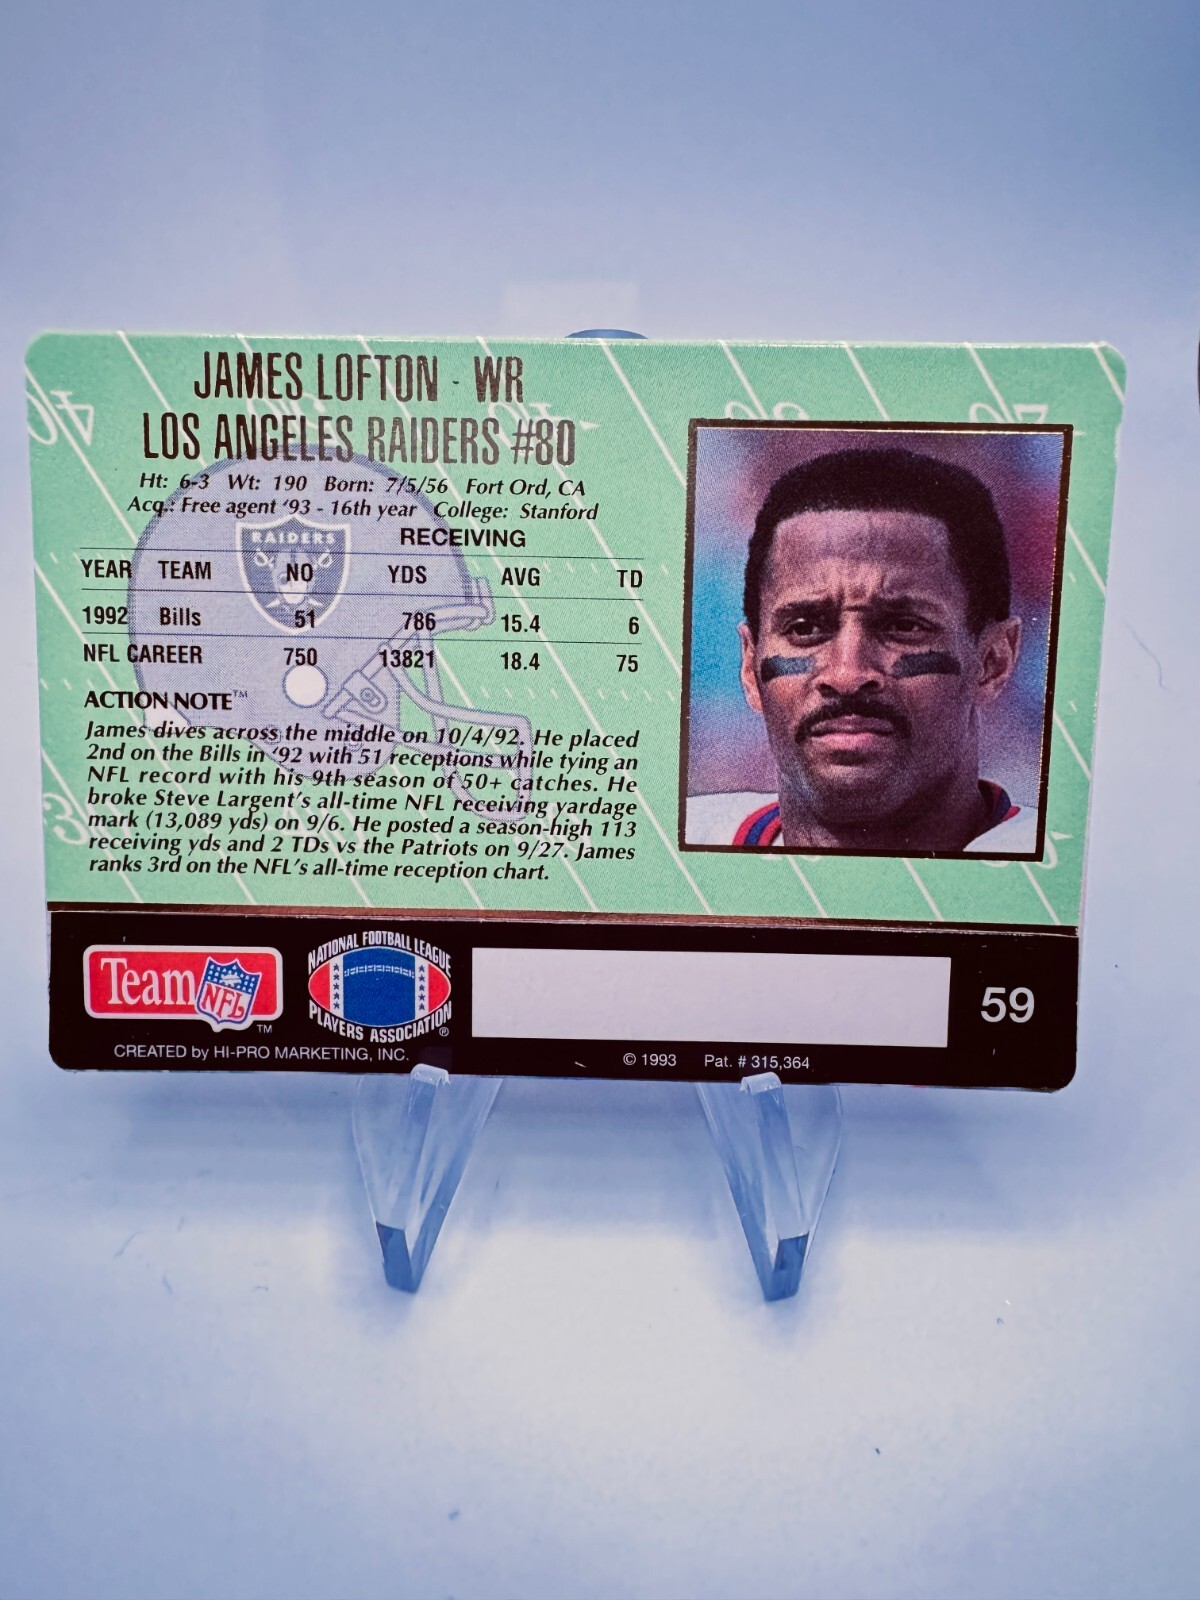 JAMES LOFTON - WR
LOS ANGELES RAIDERS #80
Ht: 6-3 Wt: 190 Born: 7/5/56 Fort Ord, CA
Acq.: Free agent '93 - 16th year College: Stanford
RECEIVING
YEAR TEAM NO YDS AVG TD
1992 Bills 51 786 15.4 6
NFL CAREER 750 13821 18.4 75
ACTION NOTE™
James dives across the middle on 10/4/92. He placed
2nd on the Bills in '92 with 51 receptions while tying an
NFL record with his 9th season of 50+ catches. He
broke Steve Largent's all-time NFL receiving yardage
mark (13,089 yds) on 9/6. He posted a season-high 113
receiving yds and 2 TDs vs the Patriots on 9/27. James
ranks 3rd on the NFL's all-time reception chart.
RAIDERS
Team NFL™
NATIONAL FOOTBALL LEAGUE
PLAYERS ASSOCIATION®
59
CREATED by HI-PRO MARKETING, INC.
© 1993 Pat. # 315,364